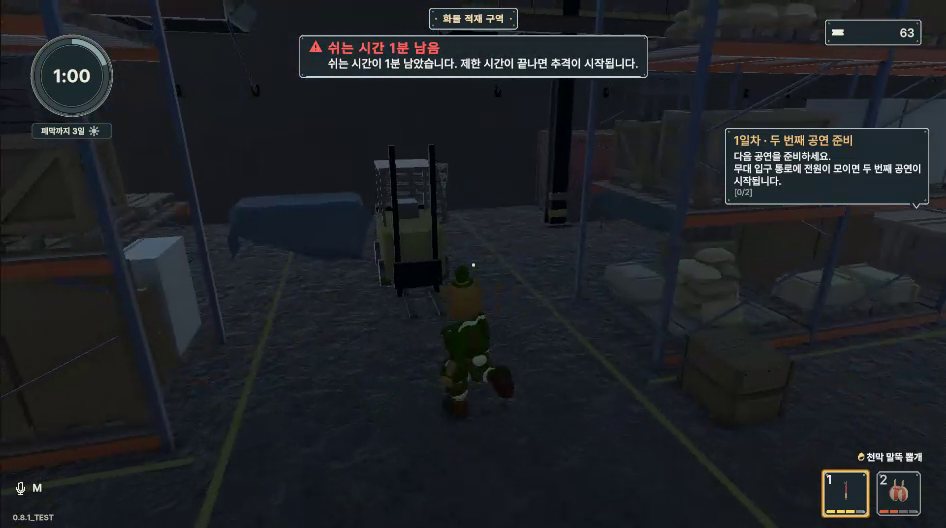 화물 적재 구역
63
쉬는 시간 1분 남음
쉬는 시간이 1분 남았습니다. 제한 시간이 끝나면 추격이 시작됩니다.
1:00
폐막까지 3일
1일차 · 두 번째 공연 준비
다음 공연을 준비하세요.
무대 입구 통로에 전원이 모이면 두 번째 공연이
시작됩니다.
[0/2]
천막 말뚝 뽑개
1
2
M
0.8.1_TEST